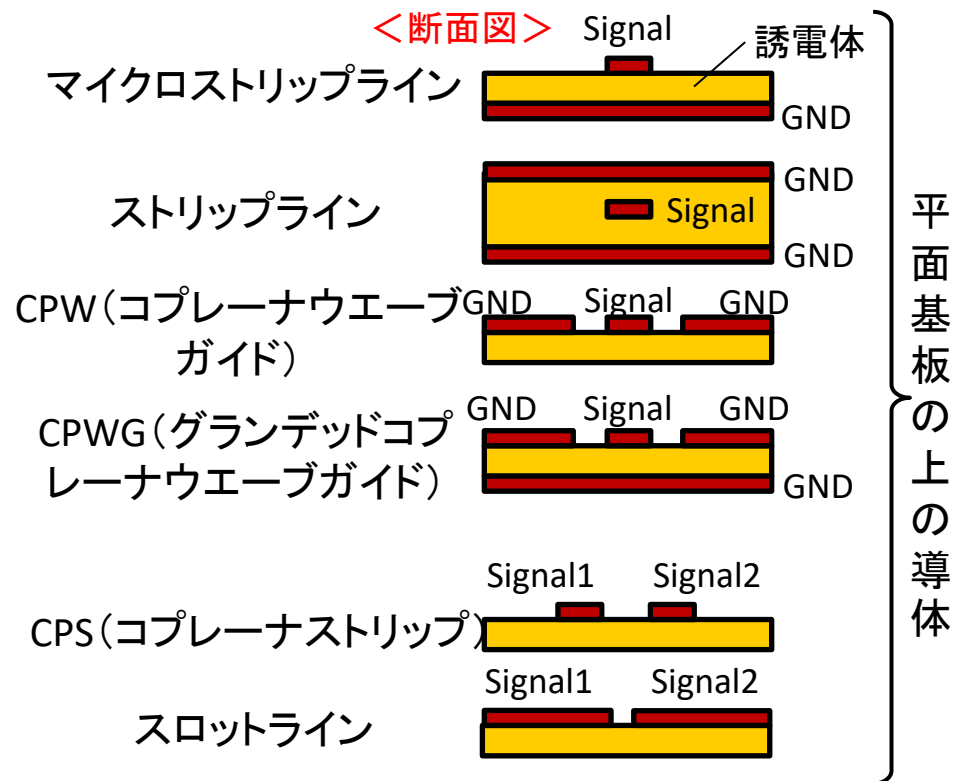 ＜断面図＞
Signal
誘電体
マイクロストリップライン
GND
GND
ストリップライン
Signal
GND
CPW（コプレーナウエーブ
ガイド）
GND
Signal
GND
CPWG（グランデッドコプ
レーナウエーブガイド）
GND
Signal
GND
GND
Signal1
Signal2
CPS（コプレーナストリップ）
Signal1
Signal2
スロットライン
平面基板の上の導体